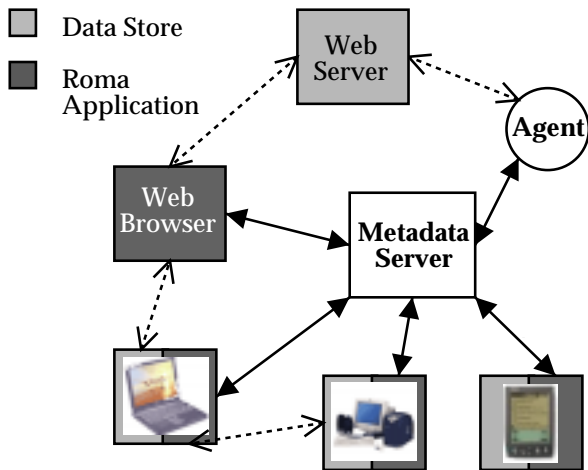 Data Store
Roma
Application
Web
Server
Agent
Web
Browser
Metadata
Server